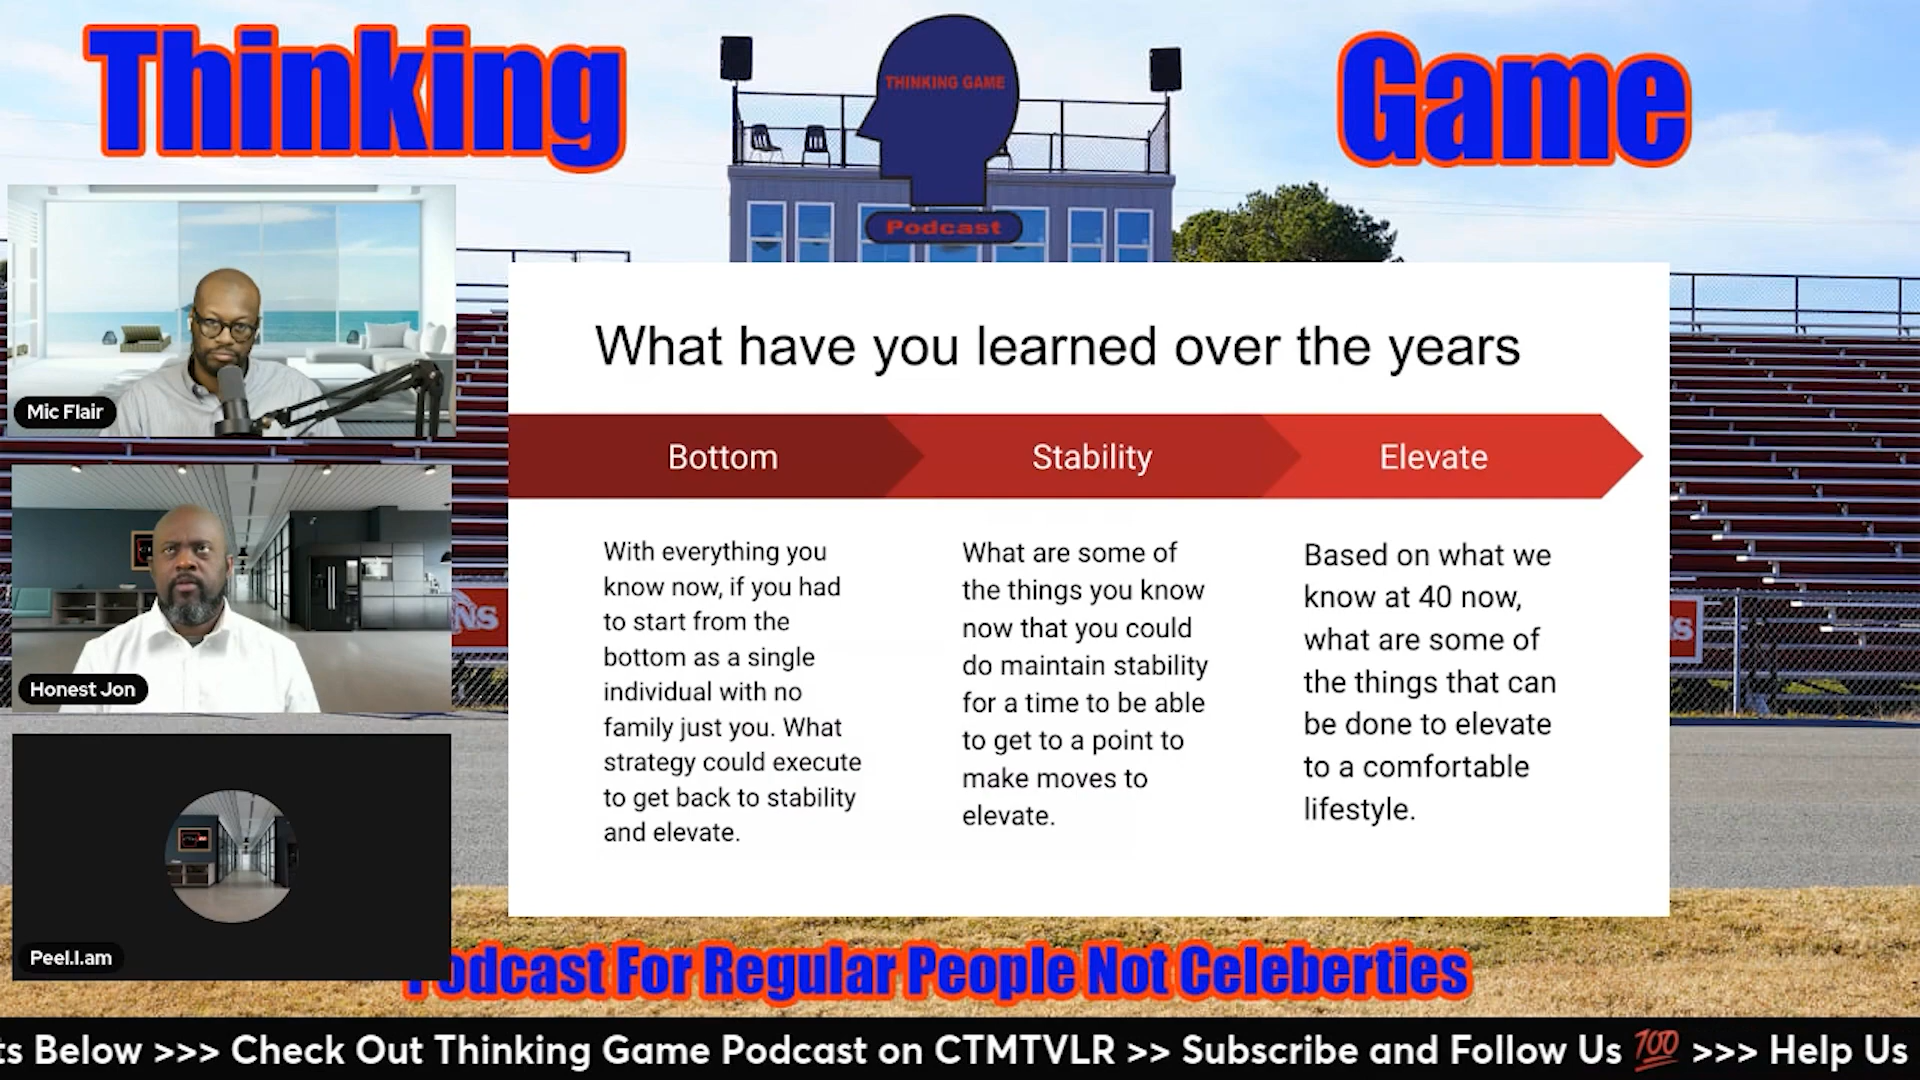 Thinking
Game
THINKING GAME
Podcast
What have you learned over the years
Bottom
Stability
Elevate
With everything you
know now, if you had
to start from the
bottom as a single
individual with no
family just you. What
strategy could execute
to get back to stability
and elevate.
What are some of
the things you know
now that you could
do maintain stability
for a time to be able
to get to a point to
make moves to
elevate.
Based on what we
know at 40 now,
what are some of
the things that can
be done to elevate
to a comfortable
lifestyle.
Mic Flair
Honest Jon
Peel.I.am
NS
S
Podcast For Regular People Not Celeberties
ts Below >>> Check Out Thinking Game Podcast on CTMTVLR >> Subscribe and Follow Us 💯 >>> Help Us